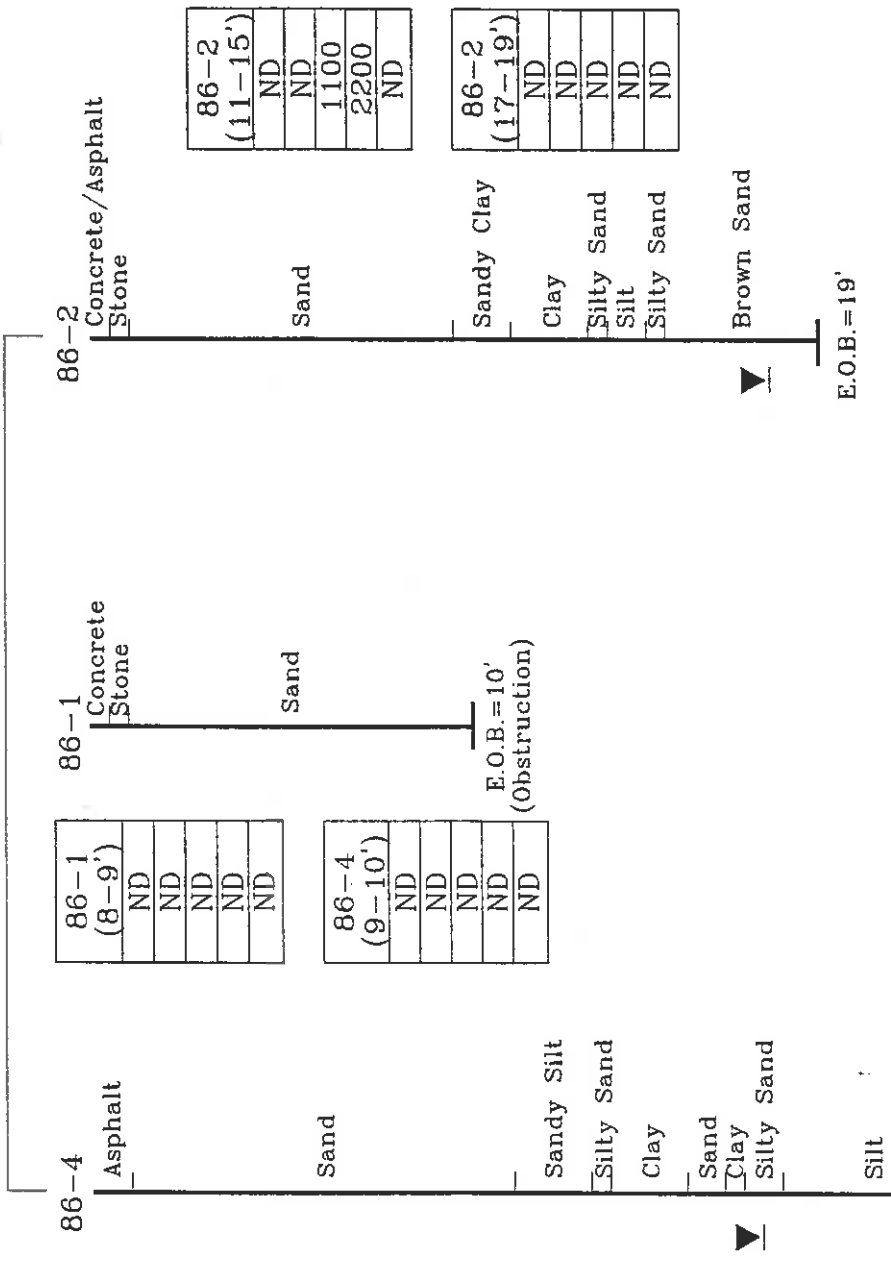 86-4
Asphalt
Sand
Sandy Silt
Silty Sand
Clay
Sand
Clay
Silty Sand
Silt
86-1
(8-9')
ND
ND
ND
ND
ND
86-4
(9-10')
ND
ND
ND
ND
ND
86-1
Concrete
Stone
Sand
E.O.B.=10'
(Obstruction)
86-2
Concrete/Asphalt
Stone
Sand
Sandy Clay
Clay
Silty Sand
Silt
Silty Sand
Brown Sand
E.O.B.=19'
86-2
(11-15')
ND
ND
1100
2200
ND
86-2
(17-19')
ND
ND
ND
ND
ND